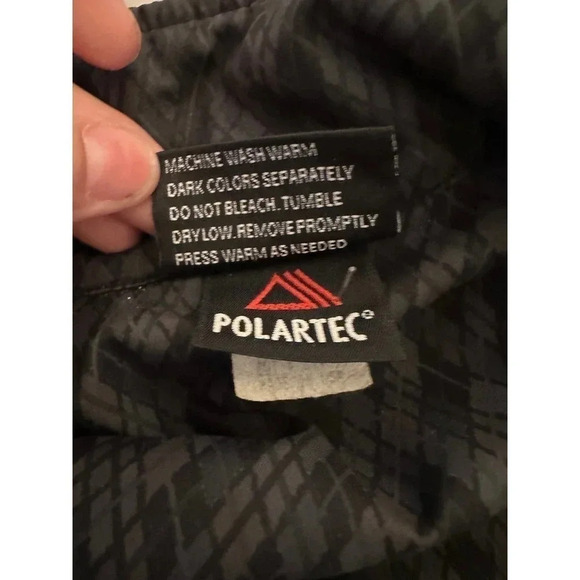 MACHINE WASH WARM
DARK COLORS SEPARATELY
DO NOT BLEACH. TUMBLE
DRY LOW. REMOVE PROMPTLY
PRESS WARM AS NEEDED
POLARTEC®